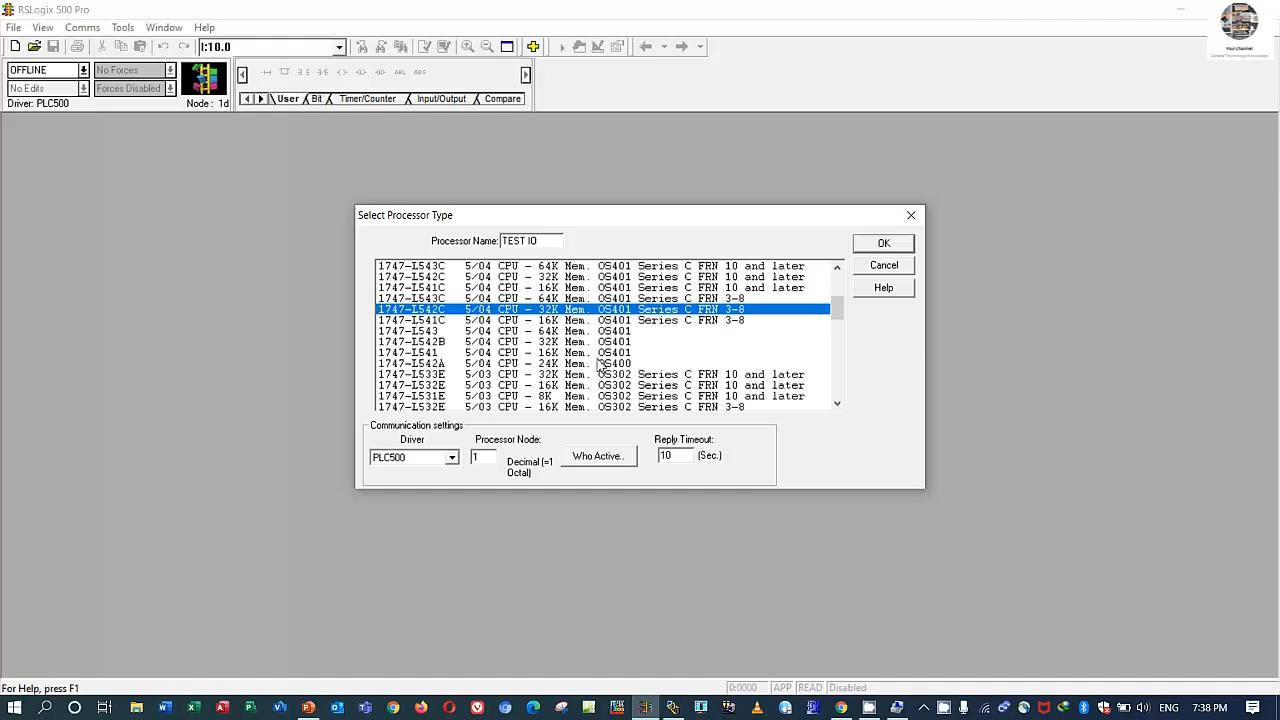 RSLogix 500 Pro
File View Comms Tools Window Help
I:10.0
OFFLINE No Forces
No Edits Forces Disabled
Driver: PLC500 Node : 1d
ABL ABS
User Bit Timer/Counter Input/Output Compare
Your channel
Select Processor Type
Processor Name: TEST IO
OK
Cancel
Help
1747-L543C 5/04 CPU - 64K Mem. OS401 Series C FRN 10 and later
1747-L542C 5/04 CPU - 32K Mem. OS401 Series C FRN 10 and later
1747-L541C 5/04 CPU - 16K Mem. OS401 Series C FRN 10 and later
1747-L543C 5/04 CPU - 64K Mem. OS401 Series C FRN 3-8
1747-L542C 5/04 CPU - 32K Mem. OS401 Series C FRN 3-8
1747-L541C 5/04 CPU - 16K Mem. OS401 Series C FRN 3-8
1747-L543 5/04 CPU - 64K Mem. OS401
1747-L542B 5/04 CPU - 32K Mem. OS401
1747-L541 5/04 CPU - 16K Mem. OS401
1747-L542A 5/04 CPU - 24K Mem. OS400
1747-L533E 5/03 CPU - 32K Mem. OS302 Series C FRN 10 and later
1747-L532E 5/03 CPU - 16K Mem. OS302 Series C FRN 10 and later
1747-L531E 5/03 CPU - 8K Mem. OS302 Series C FRN 10 and later
1747-L532E 5/03 CPU - 16K Mem. OS302 Series C FRN 3-8
Communication settings
Driver Processor Node: Reply Timeout:
PLC500 1 Decimal (=1 Octal) Who Active.. 10 (Sec.)
For Help, press F1
0:0000 APP READ Disabled
ENG 7:38 PM